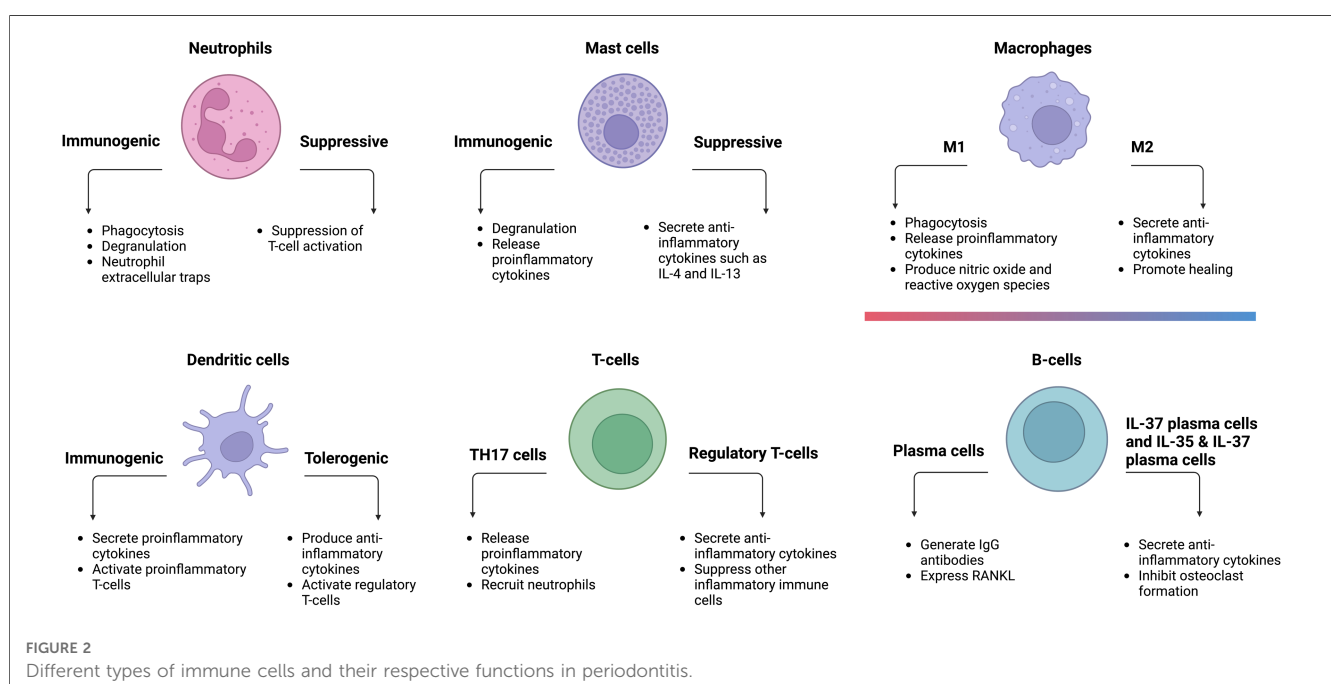 Neutrophils
Immunogenic
Suppressive
• Phagocytosis
• Degranulation
• Neutrophil
extracellular traps
• Suppression of
T-cell activation
Mast cells
Immunogenic
Suppressive
• Degranulation
• Release
proinflammatory
cytokines
• Secrete anti-
inflammatory
cytokines such as
IL-4 and IL-13
Macrophages
M1
M2
• Phagocytosis
• Release proinflammatory
cytokines
• Produce nitric oxide and
reactive oxygen species
• Secrete anti-
inflammatory
cytokines
• Promote healing
Dendritic cells
Immunogenic
Tolerogenic
• Secrete proinflammatory
cytokines
• Activate proinflammatory
T-cells
• Produce anti-
inflammatory
cytokines
• Activate regulatory
T-cells
T-cells
TH17 cells
Regulatory T-cells
• Release
proinflammatory
cytokines
• Recruit neutrophils
• Secrete anti-
inflammatory cytokines
• Suppress other
inflammatory immune
cells
B-cells
Plasma cells
IL-37 plasma cells
and IL-35 & IL-37
plasma cells
• Generate IgG
antibodies
• Express RANKL
• Secrete anti-
inflammatory cytokines
• Inhibit osteoclast
formation
FIGURE 2
Different types of immune cells and their respective functions in periodontitis.